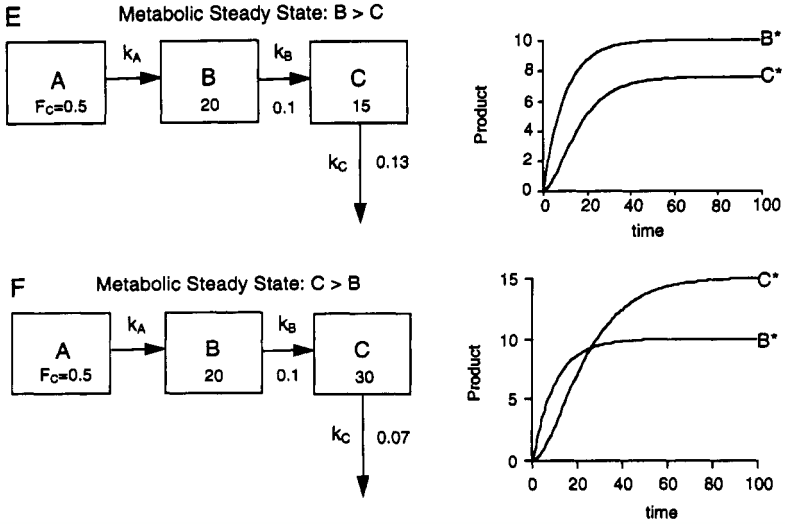 E
Metabolic Steady State: B > C
kA
kB
A
B
C
Fc=0.5
20
0.1
15
kC
0.13
Product
10
8
6
4
2
0
0
20
40
60
80
100
time
B*
C*
F
Metabolic Steady State: C > B
kA
kB
A
B
C
Fc=0.5
20
0.1
30
kC
0.07
Product
15
10
5
0
0
20
40
60
80
100
time
C*
B*